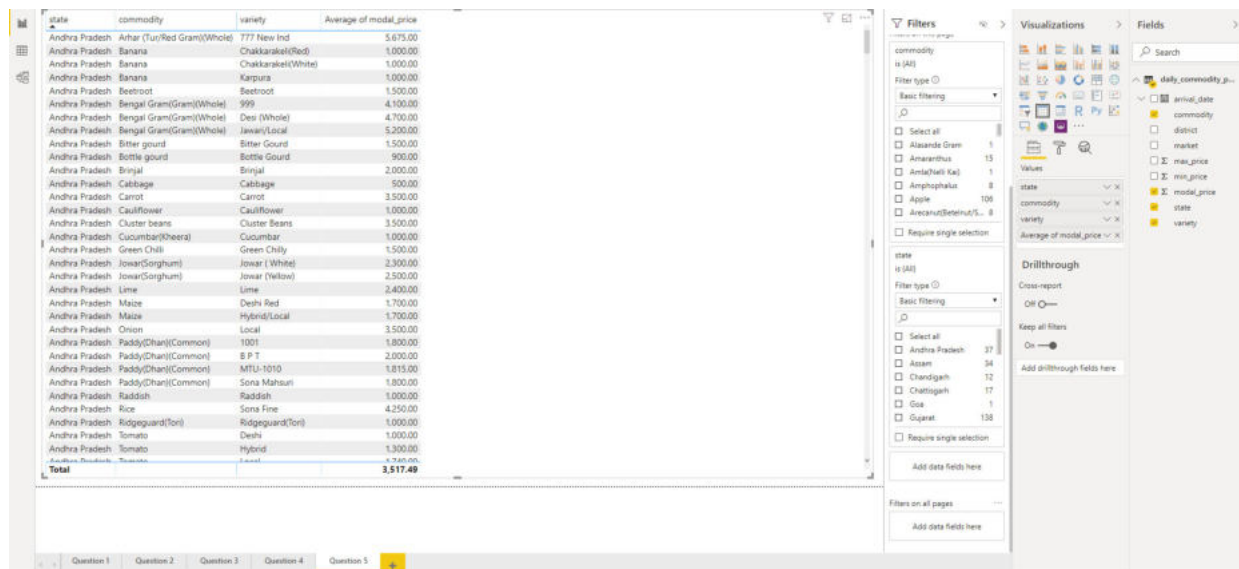 state commodity variety Average of modal_price
Andhra Pradesh Arhar (Tur/Red Gram)(Whole) 777 New Ind 5,675.00
Andhra Pradesh Banana Chakkarakeli(Red) 1,000.00
Andhra Pradesh Banana Chakkarakeli(White) 1,000.00
Andhra Pradesh Banana Karpura 1,000.00
Andhra Pradesh Beetroot Beetroot 1,500.00
Andhra Pradesh Bengal Gram(Gram)(Whole) 999 4,100.00
Andhra Pradesh Bengal Gram(Gram)(Whole) Desi (Whole) 4,700.00
Andhra Pradesh Bengal Gram(Gram)(Whole) Jawari/Local 5,200.00
Andhra Pradesh Bitter gourd Bitter Gourd 1,500.00
Andhra Pradesh Bottle gourd Bottle Gourd 900.00
Andhra Pradesh Brinjal Brinjal 2,000.00
Andhra Pradesh Cabbage Cabbage 500.00
Andhra Pradesh Carrot Carrot 3,500.00
Andhra Pradesh Cauliflower Cauliflower 1,000.00
Andhra Pradesh Cluster beans Cluster Beans 3,500.00
Andhra Pradesh Cucumbar(Kheera) Cucumbar 1,000.00
Andhra Pradesh Green Chilli Green Chilly 1,500.00
Andhra Pradesh Jowar(Sorghum) Jowar ( White) 2,300.00
Andhra Pradesh Jowar(Sorghum) Jowar (Yellow) 2,500.00
Andhra Pradesh Lime Lime 2,400.00
Andhra Pradesh Maize Deshi Red 1,700.00
Andhra Pradesh Maize Hybrid/Local 1,700.00
Andhra Pradesh Onion Local 3,500.00
Andhra Pradesh Paddy(Dhan)(Common) 1001 1,800.00
Andhra Pradesh Paddy(Dhan)(Common) B P T 2,000.00
Andhra Pradesh Paddy(Dhan)(Common) MTU-1010 1,815.00
Andhra Pradesh Paddy(Dhan)(Common) Sona Mahsuri 1,800.00
Andhra Pradesh Raddish Raddish 1,000.00
Andhra Pradesh Rice Sona Fine 4,250.00
Andhra Pradesh Ridgeguard(Tori) Ridgeguard(Tori) 1,000.00
Andhra Pradesh Tomato Deshi 1,000.00
Andhra Pradesh Tomato Hybrid 1,300.00
Total 3,517.49
Question 1 Question 2 Question 3 Question 4 Question 5
Filters
commodity
is (All)
Filter type
Basic filtering
Select all
Alasande Gram 1
Amaranthus 15
Amla(Nelli Kai) 1
Amphophalus 8
Apple 106
Arecanut(Betelnut/S... 8
Require single selection
state
is (All)
Filter type
Basic filtering
Select all
Andhra Pradesh 37
Assam 34
Chandigarh 12
Chattisgarh 17
Goa 1
Gujarat 138
Require single selection
Add data fields here
Filters on all pages
Add data fields here
Visualizations
R Py
Values
state
commodity
variety
Average of modal_price
Drillthrough
Cross-report
Off
Keep all filters
On
Add drillthrough fields here
Fields
Search
daily_commodity_p...
arrival_date
commodity
district
market
Σ max_price
Σ min_price
Σ modal_price
state
variety